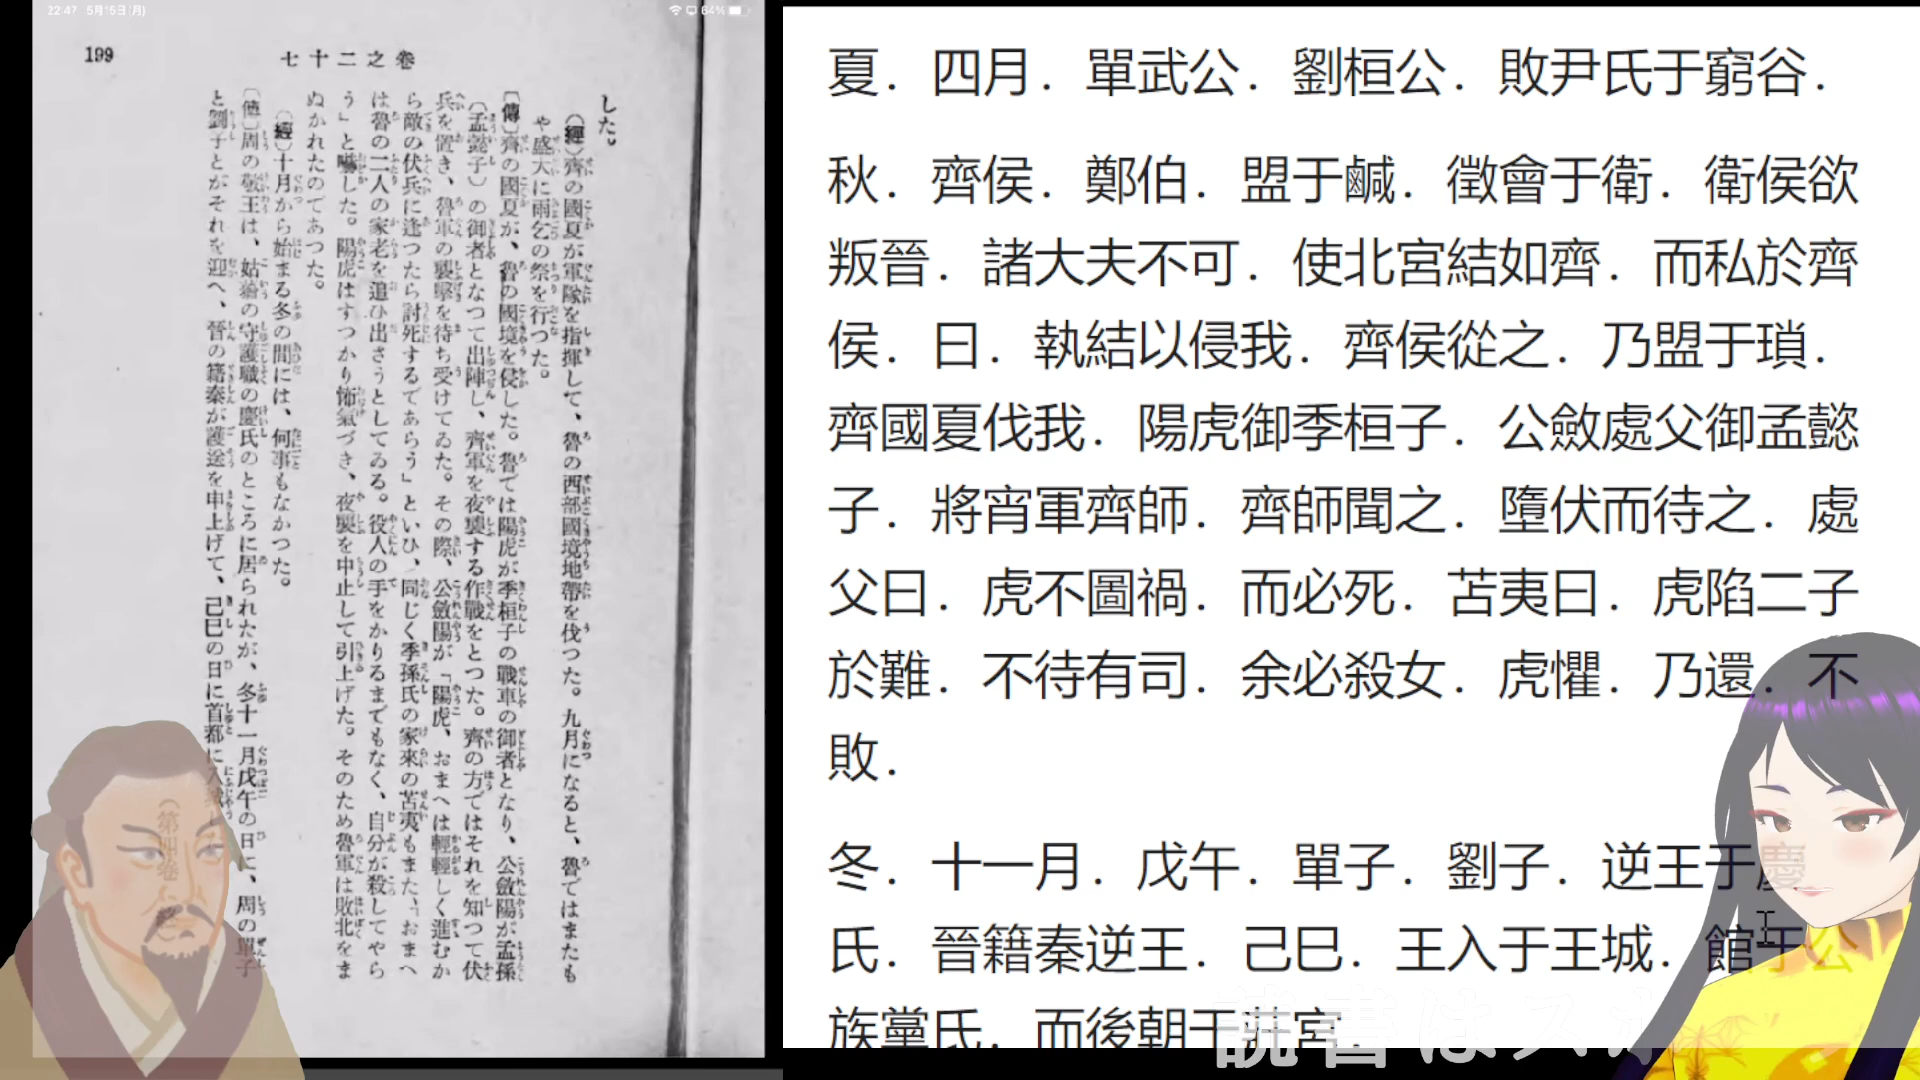 22:47 5月15日(月)
64%
199
卷之二十七
した。
〔經〕齊の國夏が軍隊を指揮して、魯の西部國境地帶を伐つた。九月になると、魯ではまたも
や盛大に雨乞の祭を行つた。
〔傳〕齊の國夏が、魯の國境を侵した。魯では陽虎が季桓子の戰車の御者となり、公斂陽が孟孫
(孟懿子)の御者となつて出陣し、齊軍を夜襲する作戰をとつた。齊の方ではそれを知つて伏
兵を置き、魯軍の襲擊を待ち受けてゐた。その際、公斂陽が「陽虎、おまへは輕輕しく進むか
ら敵の伏兵に逢つたら討死するであらう」といひ、同じく季孫氏の家來の苫夷もまた、「おまへ
は魯の二人の家老を追ひ出さうとしてゐる。役人の手をかりるまでもなく、自分が殺してやら
う」と嚇した。陽虎はすつかり怖氣づき、夜襲を中止して引上げた。そのため魯軍は敗北をま
ぬかれたのであつた。
〔經〕十月から始まる冬の間には、何事もなかつた。
〔傳〕周の敬王は、姑蕕の守護職の慶氏のところに居られたが、冬十一月戊午の日に、周の單子
と劉子とがそれを迎へ、晉の籍秦が護送を申上げて、己巳の日に首都に入
(第四卷)
夏．四月．單武公．劉桓公．敗尹氏于窮谷．
秋．齊侯．鄭伯．盟于鹹．徵會于衛．衛侯欲
叛晉．諸大夫不可．使北宮結如齊．而私於齊
侯．曰．執結以侵我．齊侯從之．乃盟于瑣．
齊國夏伐我．陽虎御季桓子．公斂處父御孟懿
子．將宵軍齊師．齊師聞之．墮伏而待之．處
父曰．虎不圖禍．而必死．苫夷曰．虎陷二子
於難．不待有司．余必殺女．虎懼．乃還．不
敗．
冬．十一月．戊午．單子．劉子．逆王于慶
氏．晉籍秦逆王．己巳．王入于王城．館于公
族黨氏．而後朝于莊宮．
読書はスポ